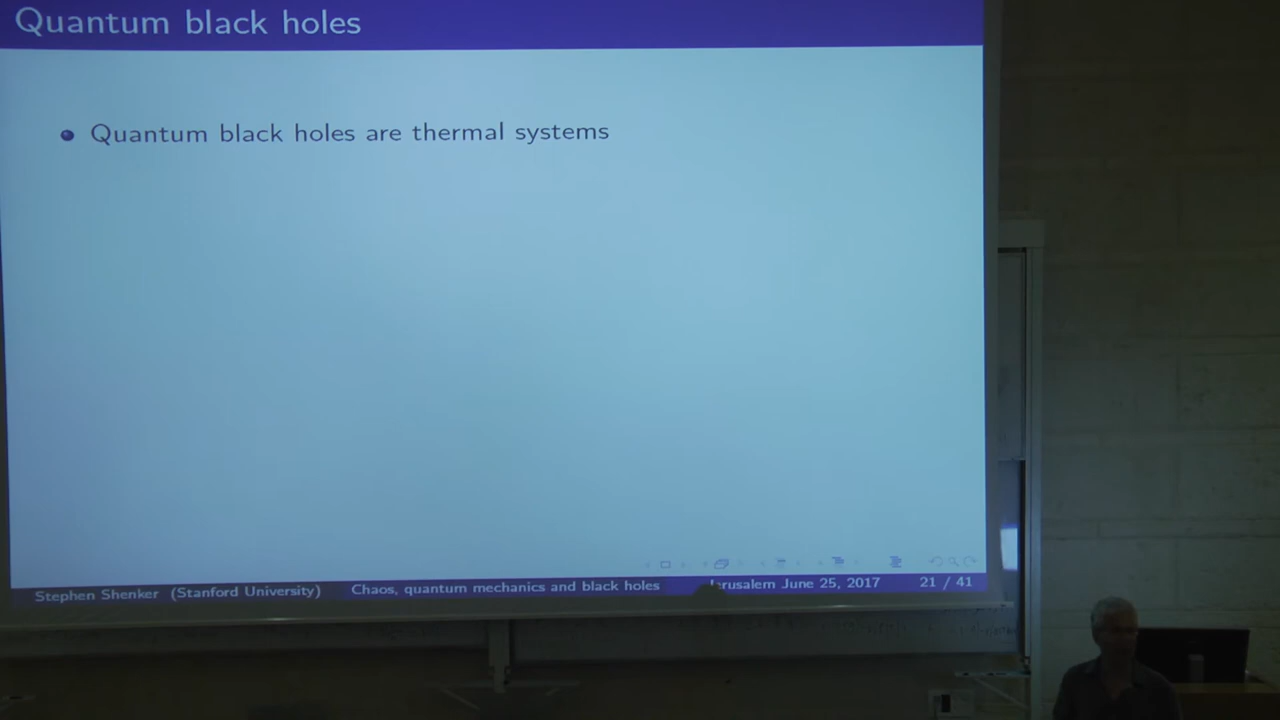 Quantum black holes
Quantum black holes are thermal systems
Stephen Shenker (Stanford University) Chaos, quantum mechanics and black holes Jerusalem June 25, 2017 21 / 41